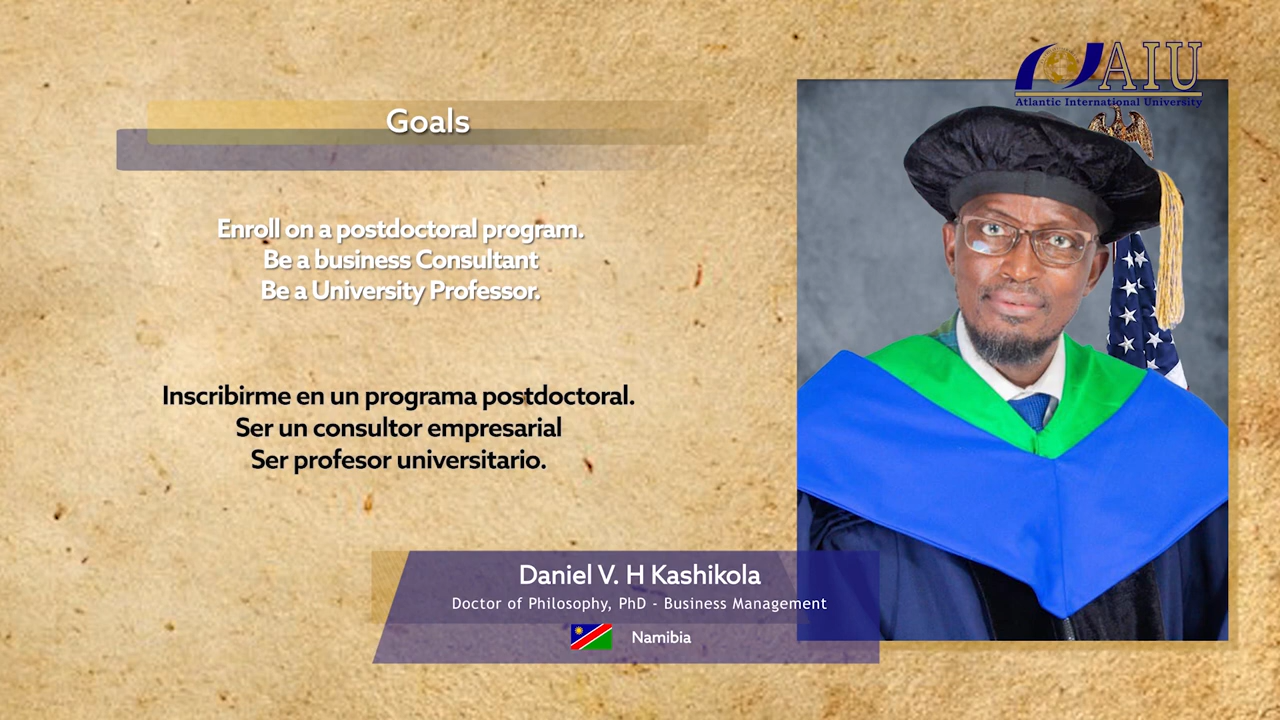 AIU
Atlantic International University
Goals
Enroll on a postdoctoral program.
Be a business Consultant
Be a University Professor.
Inscribirme en un programa postdoctoral.
Ser un consultor empresarial
Ser profesor universitario.
Daniel V. H Kashikola
Doctor of Philosophy, PhD - Business Management
Namibia